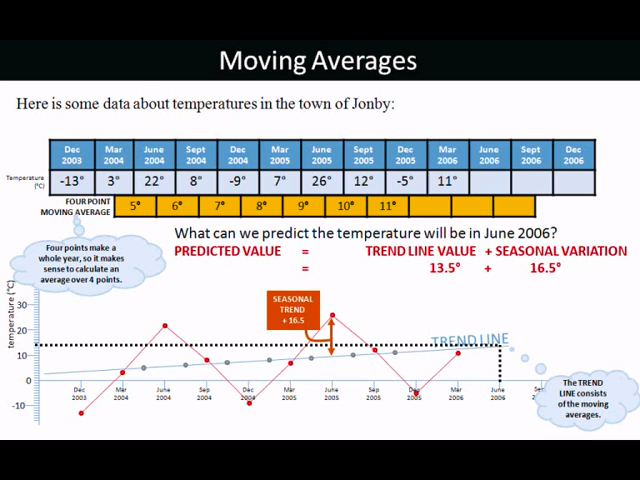 Moving Averages
Here is some data about temperatures in the town of Jonby:
Dec 2003 Mar 2004 June 2004 Sept 2004 Dec 2004 Mar 2005 June 2005 Sept 2005 Dec 2005 Mar 2006 June 2006 Sept 2006 Dec 2006
Temperature (°C) -13° 3° 22° 8° -9° 7° 26° 12° -5° 11°
FOUR POINT
MOVING AVERAGE 5° 6° 7° 8° 9° 10° 11°
What can we predict the temperature will be in June 2006?
Four points make a
whole year, so it makes
sense to calculate an
average over 4 points.
PREDICTED VALUE = TREND LINE VALUE + SEASONAL VARIATION
= 13.5° + 16.5°
SEASONAL
TREND
+ 16.5
temperature (°C)
30
20
10
0
-10
TREND LINE
Dec 2003 Mar 2004 June 2004 Sep 2004 Dec 2004 Mar 2005 June 2005 Sep 2005 Dec 2005 Mar 2006 June 2006 Sep
The TREND
LINE consists
of the moving
averages.